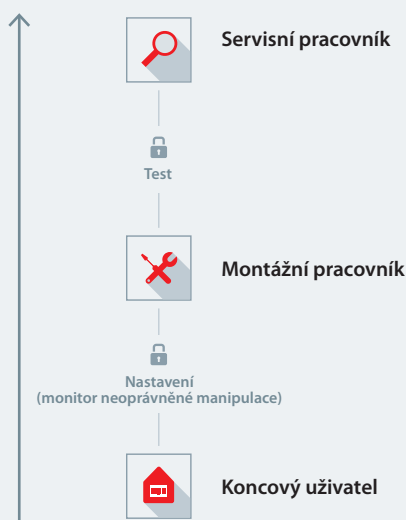 Servisní pracovník
Test
Montážní pracovník
Nastavení
(monitor neoprávněné manipulace)
Koncový uživatel